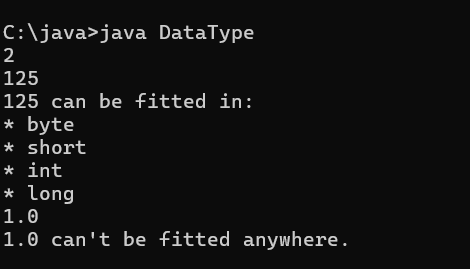 C:\java>java DataType
2
125
125 can be fitted in:
* byte
* short
* int
* long
1.0
1.0 can't be fitted anywhere.